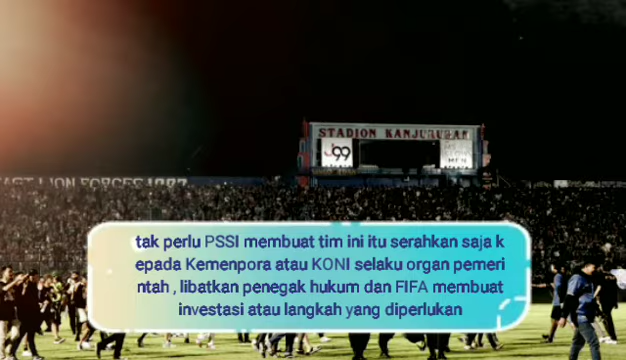 STADION KANJURUHAN
J99
tak perlu PSSI membuat tim ini itu serahkan saja k
epada Kemenpora atau KONI selaku organ pemeri
ntah , libatkan penegak hukum dan FIFA membuat
investasi atau langkah yang diperlukan